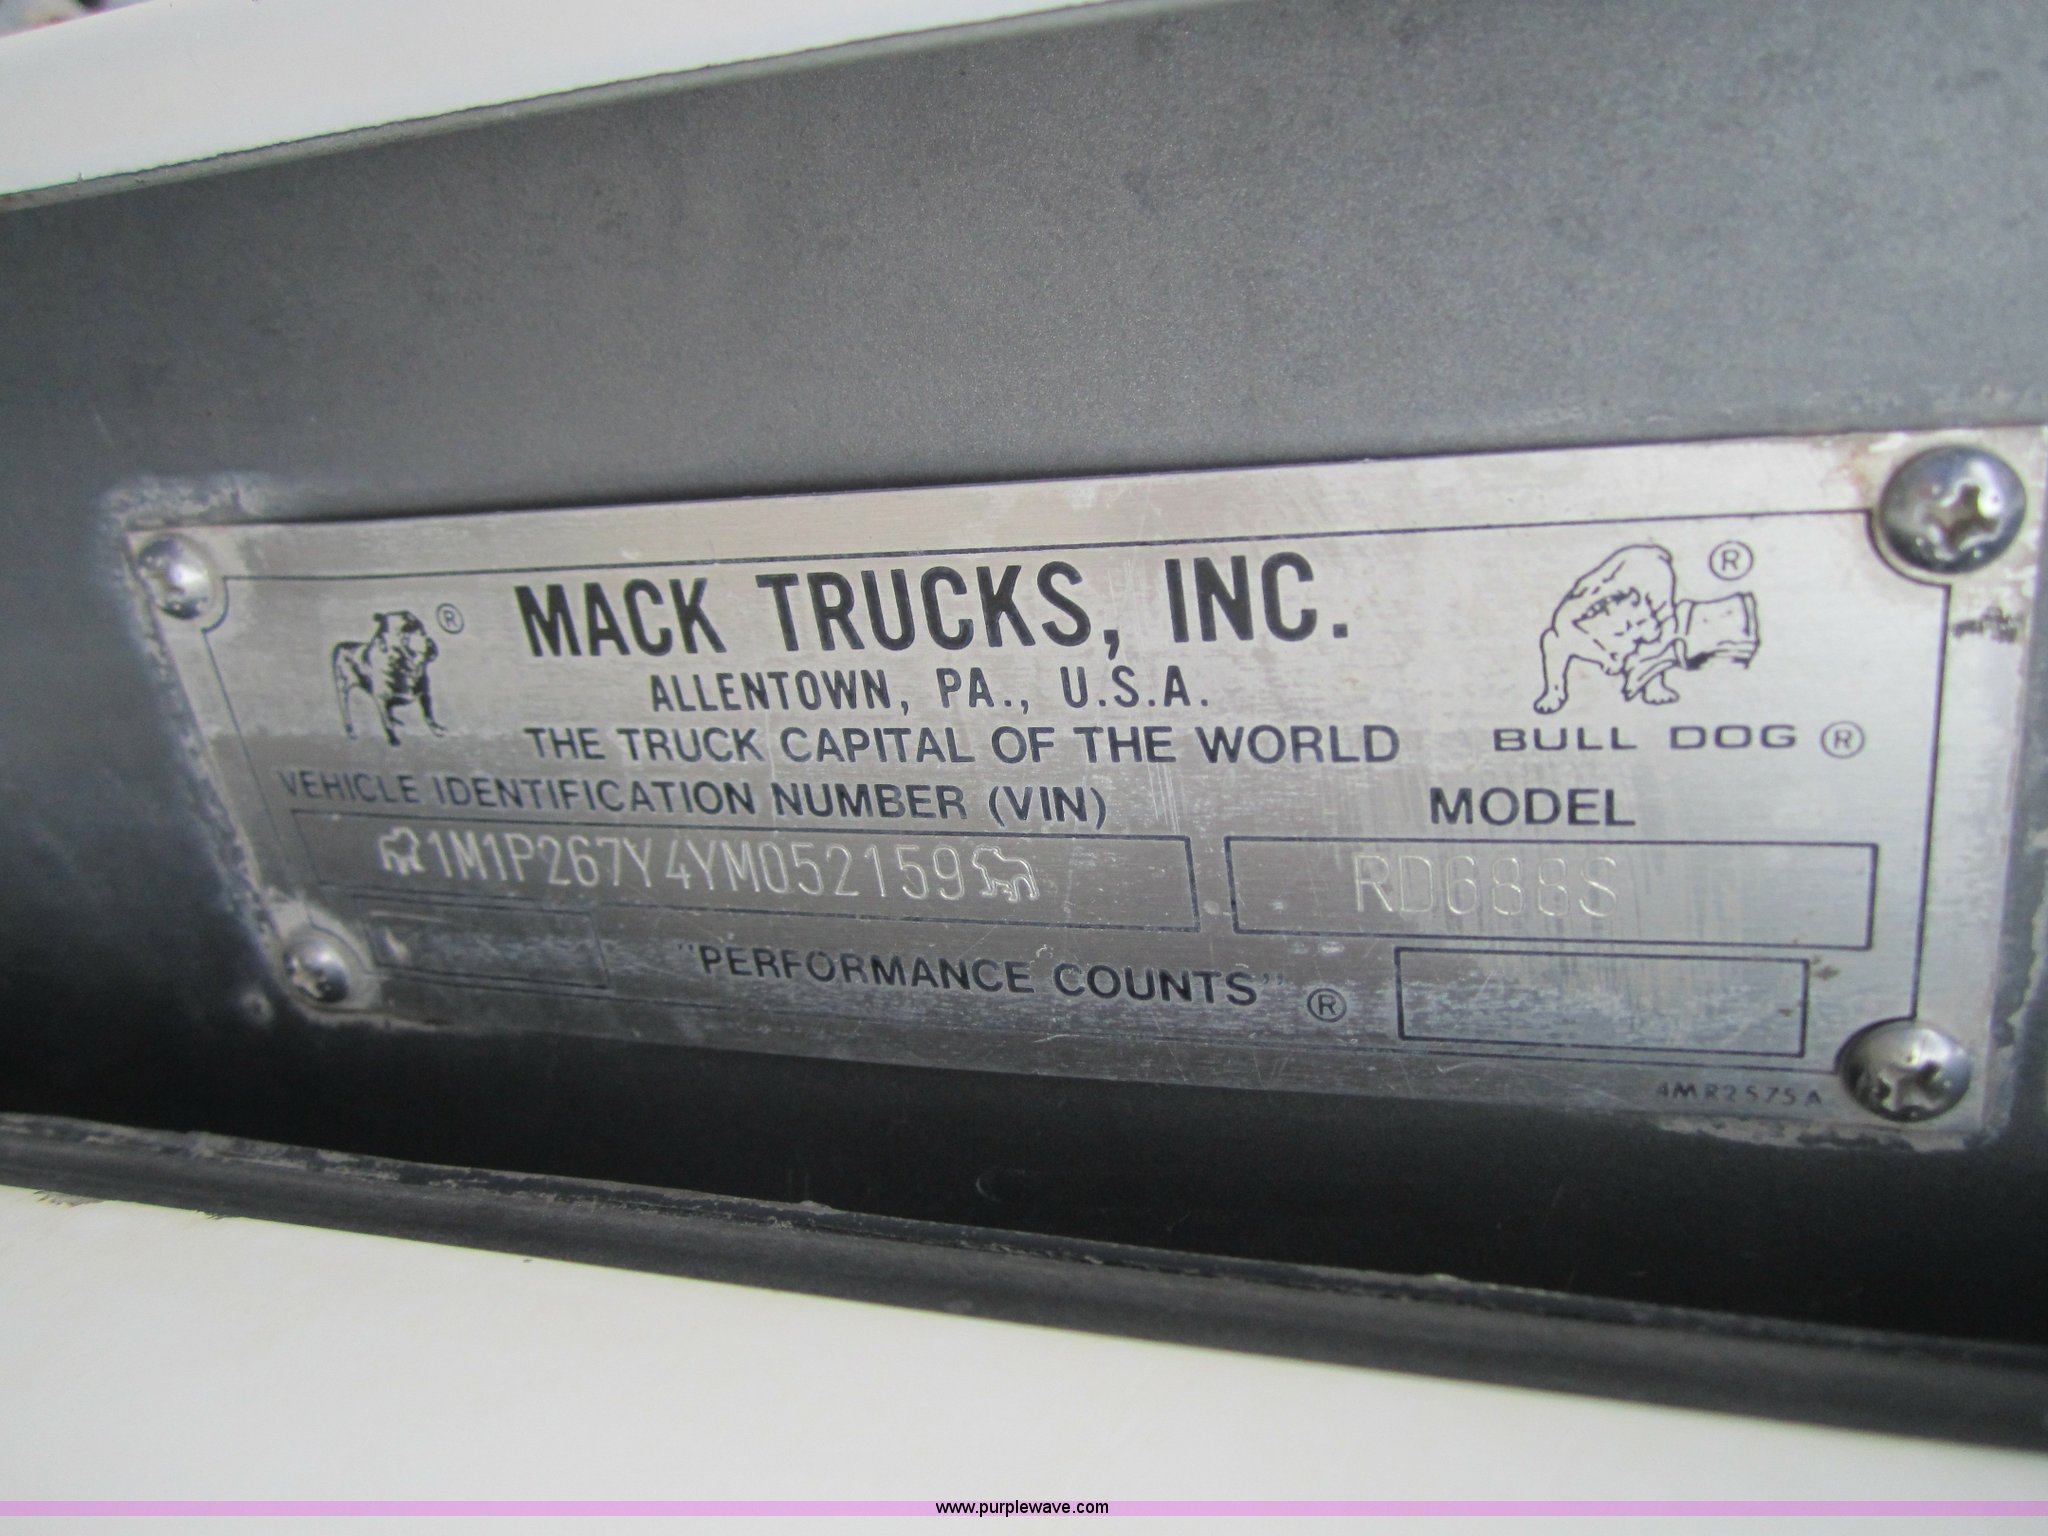 ®
MACK TRUCKS, INC.
®
ALLENTOWN, PA., U.S.A.
THE TRUCK CAPITAL OF THE WORLD
BULL DOG ®
VEHICLE IDENTIFICATION NUMBER (VIN)
MODEL
1M1P267Y4YM052159
RD688S
"PERFORMANCE COUNTS" ®
4MR2575A
www.purplewave.com